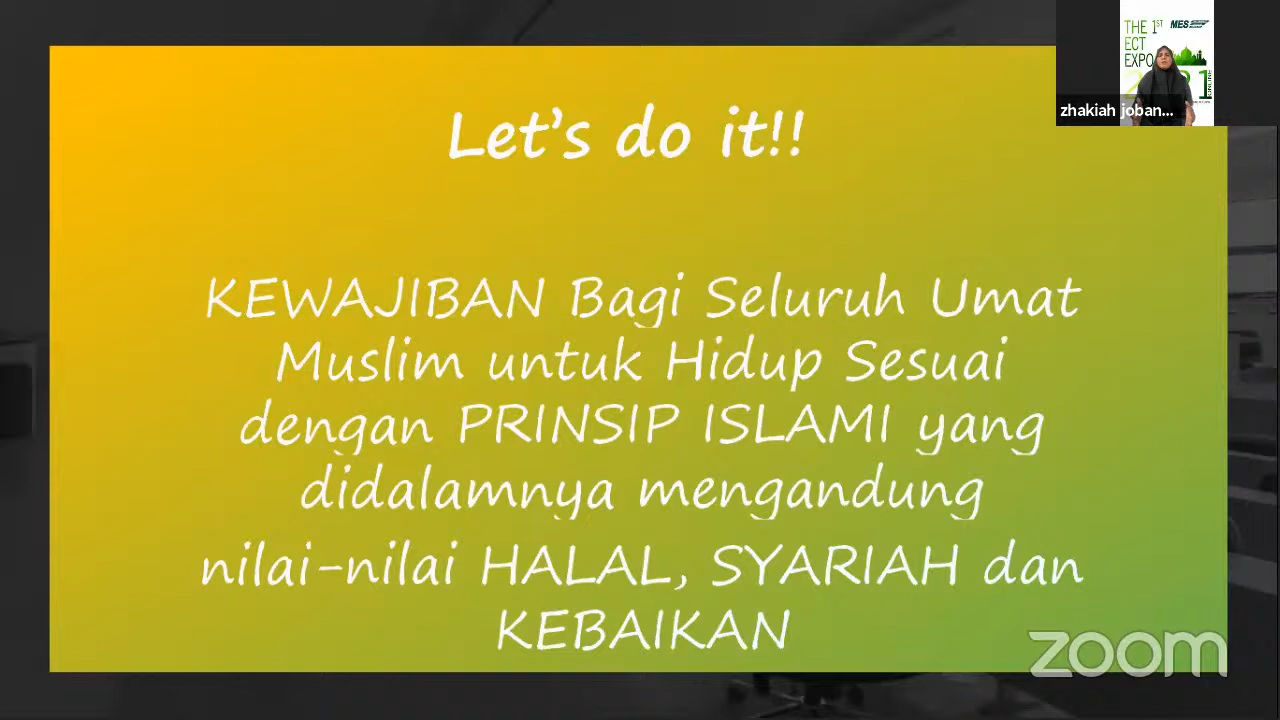 Let's do it!!
KEWAJIBAN Bagi Seluruh Umat
Muslim untuk Hidup Sesuai
dengan PRINSIP ISLAMI yang
didalamnya mengandung
nilai-nilai HALAL, SYARIAH dan
KEBAIKAN
THE 1ST
ECT
EXPO
MES
zhakiah joban...
zoom